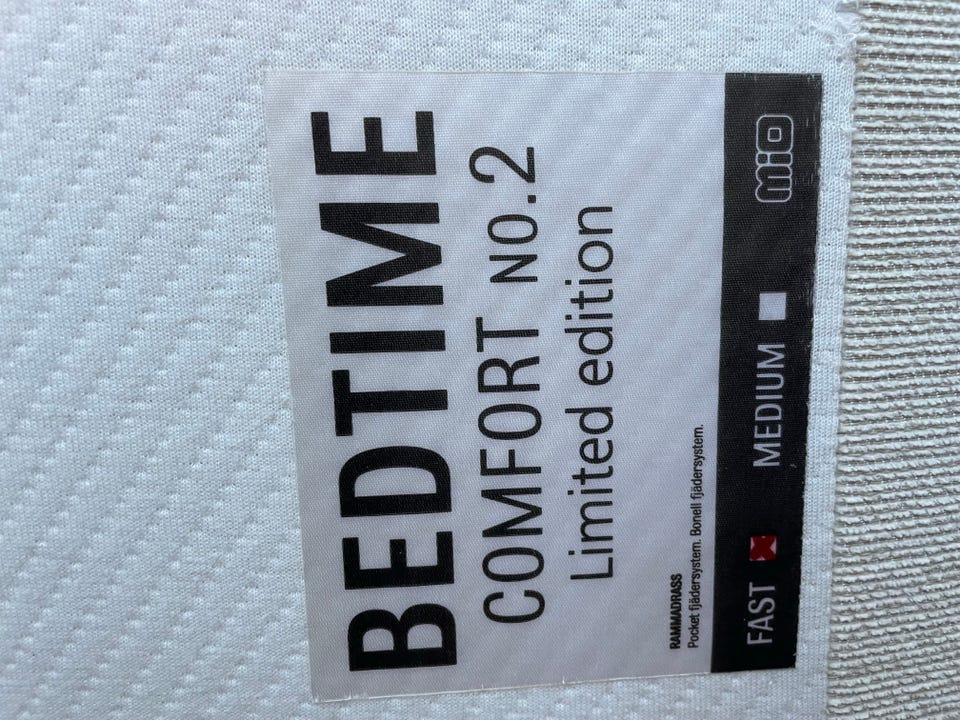 BEDTIME
COMFORT NO.2
Limited edition
RAMMADRASS
Pocket fjädersystem. Bonell fjädersystem.
FAST MEDIUM mio